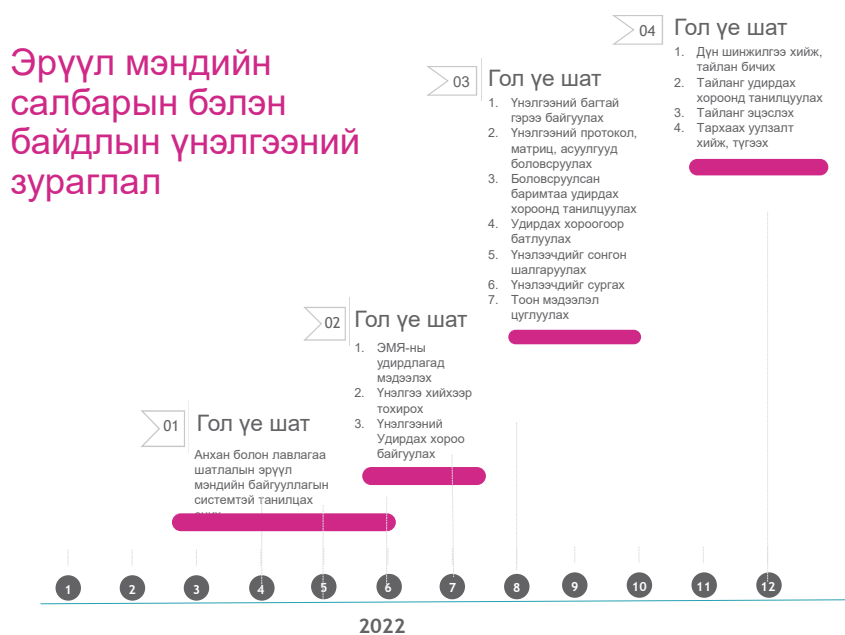 Эрүүл мэндийн
салбарын бэлэн
байдлын үнэлгээний
зураглал
01
Гол үе шат
Анхан болон лавлагаа
шатлалын эрүүл
мэндийн байгууллагын
системтэй танилцах
02
Гол үе шат
1. ЭМЯ-ны
удирдлагад
мэдээлэх
2. Үнэлгээ хийхээр
тохирох
3. Үнэлгээний
Удирдах хороо
байгуулах
03
Гол үе шат
1. Үнэлгээний багтай
гэрээ байгуулах
2. Үнэлгээний протокол,
матриц, асуулгууд
боловсруулах
3. Боловсруулсан
баримтаа удирдах
хороонд танилцуулах
4. Удирдах хороогоор
батлуулах
5. Үнэлээчдийг сонгон
шалгаруулах
6. Үнэлээчдийг сургах
7. Тоон мэдээлэл
цуглуулах
04
Гол үе шат
1. Дүн шинжилгээ хийж,
тайлан бичих
2. Тайланг удирдах
хороонд танилцуулах
3. Тайланг эцэслэх
4. Тархаах уулзалт
хийж, түгээх
1 2 3 4 5 6 7 8 9 10 11 12
2022